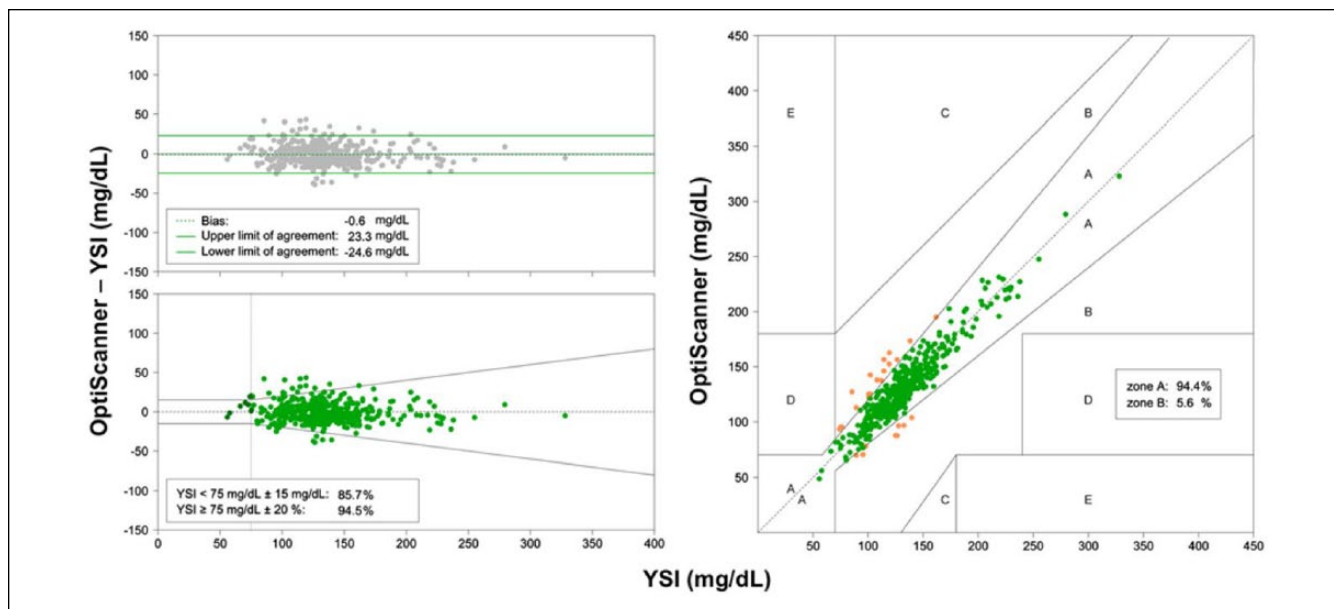 OptiScanner – YSI (mg/dL)
150
100
50
0
-50
-100
-150
Bias: -0.6 mg/dL
Upper limit of agreement: 23.3 mg/dL
Lower limit of agreement: -24.6 mg/dL
150
100
50
0
-50
-100
-150
YSI < 75 mg/dL ± 15 mg/dL: 85.7%
YSI ≥ 75 mg/dL ± 20 %: 94.5%
0 50 100 150 200 250 300 350 400
OptiScanner (mg/dL)
450
400
350
300
250
200
150
100
50
E C B
A
A
B
D D
zone A: 94.4%
zone B: 5.6 %
A
A C E
50 100 150 200 250 300 350 400 450
YSI (mg/dL)